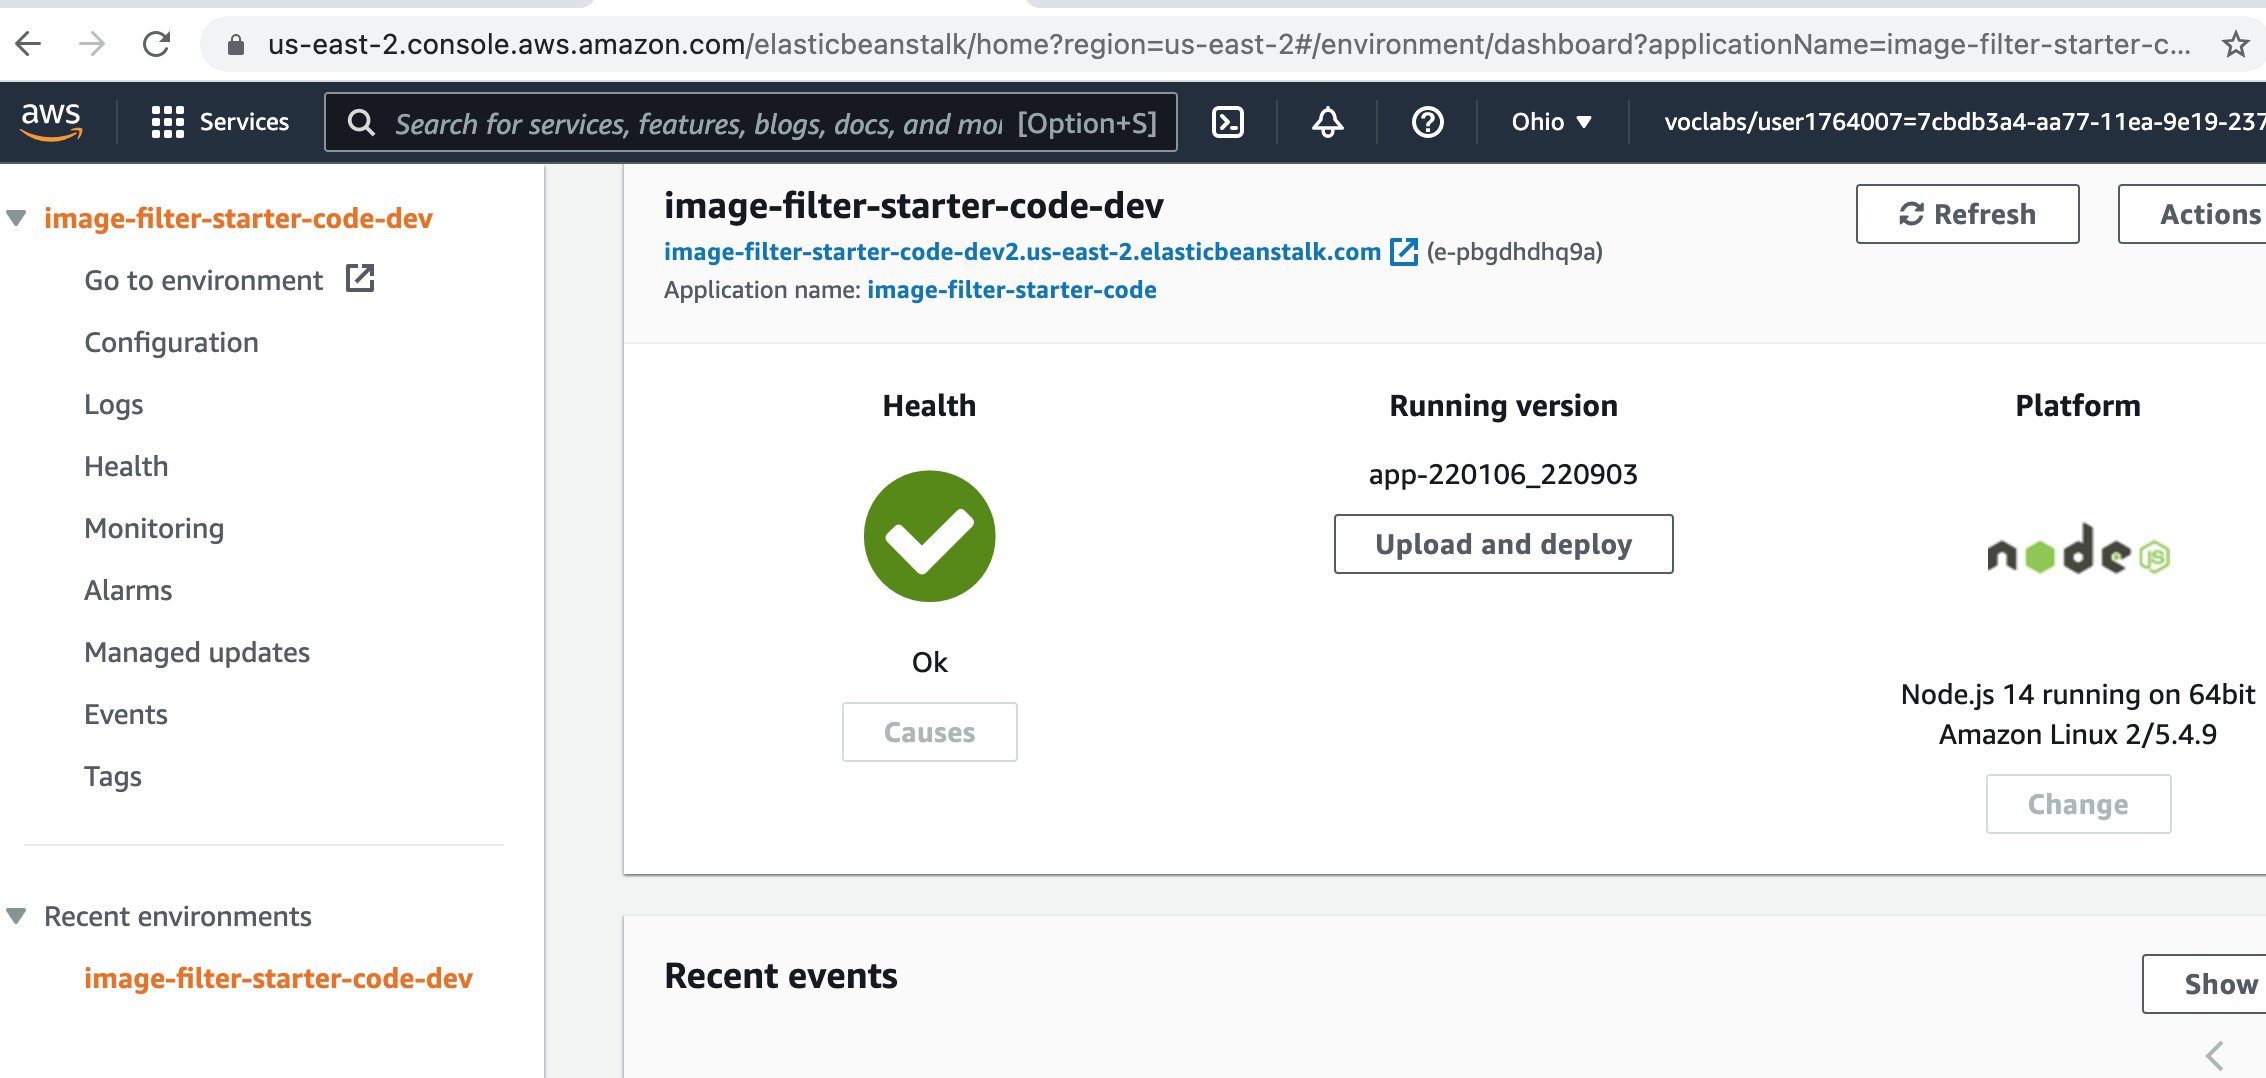 us-east-2.console.aws.amazon.com/elasticbeanstalk/home?region=us-east-2#/environment/dashboard?applicationName=image-filter-starter-c...
aws
Services
Search for services, features, blogs, docs, and mor [Option+S]
Ohio
voclabs/user1764007=7cbdb3a4-aa77-11ea-9e19-237
image-filter-starter-code-dev
Go to environment
Configuration
Logs
Health
Monitoring
Alarms
Managed updates
Events
Tags
Recent environments
image-filter-starter-code-dev
image-filter-starter-code-dev
image-filter-starter-code-dev2.us-east-2.elasticbeanstalk.com (e-pbgdhdhq9a)
Application name: image-filter-starter-code
Refresh
Actions
Health
Ok
Causes
Running version
app-220106_220903
Upload and deploy
Platform
node JS
Node.js 14 running on 64bit
Amazon Linux 2/5.4.9
Change
Recent events
Show